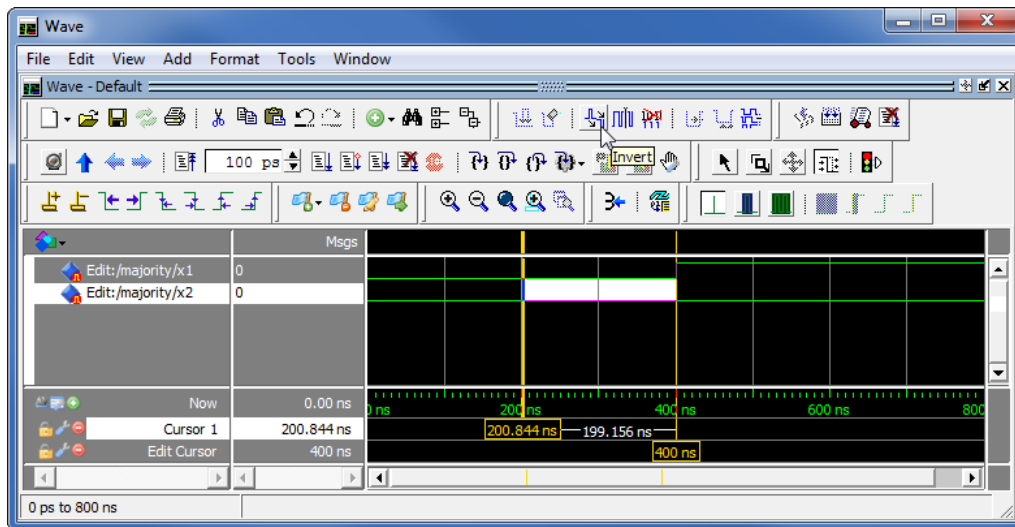 Wave
File Edit View Add Format Tools Window
Wave - Default
100 ps
Invert
Msgs
Edit:/majority/x1 0
Edit:/majority/x2 0
Now 0.00 ns
0 ns 200 ns 400 ns 600 ns 800
Cursor 1 200.844 ns 200.844 ns 199.156 ns
Edit Cursor 400 ns 400 ns
0 ps to 800 ns